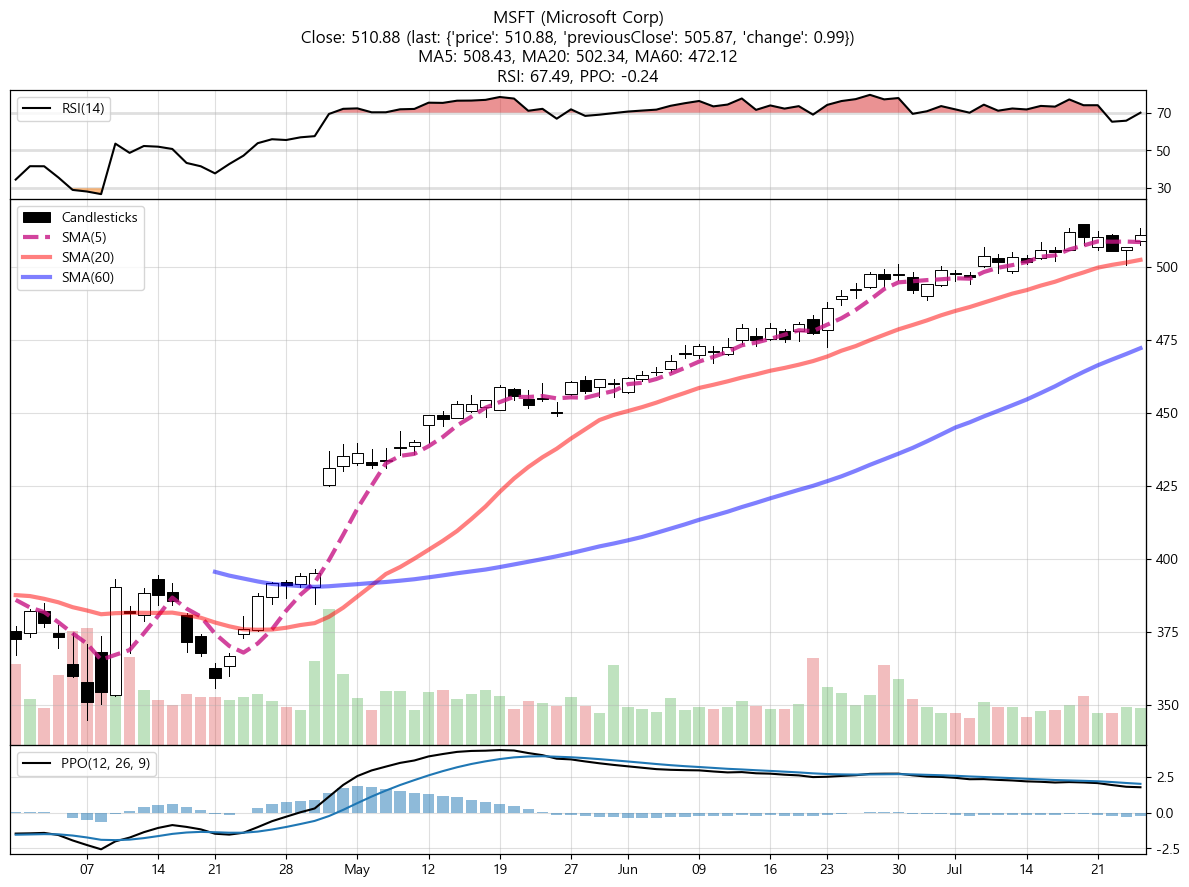 MSFT (Microsoft Corp)
Close: 510.88 (last: {'price': 510.88, 'previousClose': 505.87, 'change': 0.99})
MA5: 508.43, MA20: 502.34, MA60: 472.12
RSI: 67.49, PPO: -0.24
RSI(14)
70
50
30
Candlesticks
SMA(5)
SMA(20)
SMA(60)
500
475
450
425
400
375
350
PPO(12, 26, 9)
2.5
0.0
-2.5
07 14 21 28 May 12 19 27 Jun 09 16 23 30 Jul 14 21